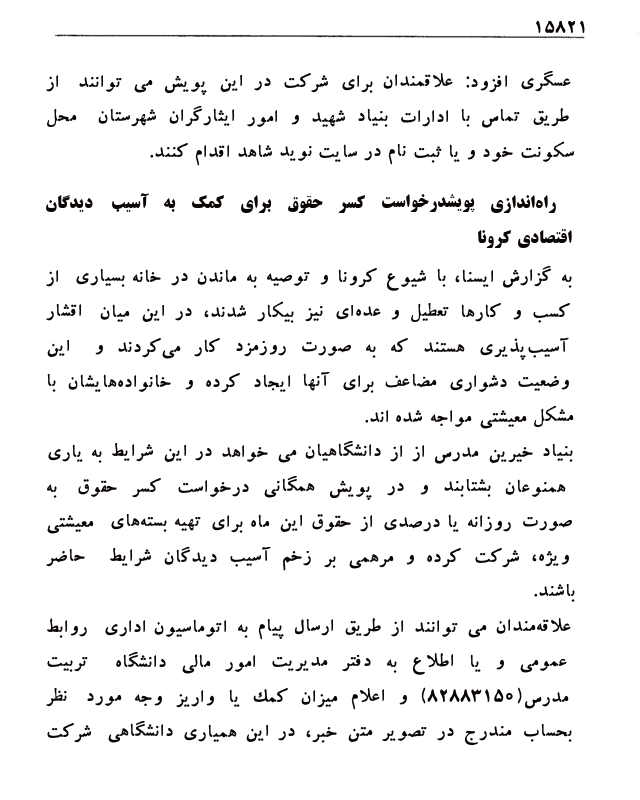 ۱۵۸۲۱
عسگری افزود: علاقمندان برای شرکت در این پویش می توانند از
طریق تماس با ادارات بنیاد شهید و امور ایثارگران شهرستان محل
سکونت خود و یا ثبت نام در سایت نوید شاهد اقدام کنند.
راه‌اندازی پویشدرخواست کسر حقوق برای کمک به آسیب دیدگان
اقتصادی کرونا
به گزارش ایسنا، با شیوع کرونا و توصیه به ماندن در خانه بسیاری از
کسب و کارها تعطیل و عده‌ای نیز بیکار شدند، در این میان اقشار
آسیب‌پذیری هستند که به صورت روزمزد کار می‌کردند و این
وضعیت دشواری مضاعف برای آنها ایجاد کرده و خانواده‌هایشان با
مشکل معیشتی مواجه شده اند.
بنیاد خیرین مدرس از از دانشگاهیان می خواهد در این شرایط به یاری
همنوعان بشتابند و در پویش همگانی درخواست کسر حقوق به
صورت روزانه یا درصدی از حقوق این ماه برای تهیه بسته‌های معیشتی
ویژه، شرکت کرده و مرهمی بر زخم آسیب دیدگان شرایط حاضر
باشند.
علاقه‌مندان می توانند از طریق ارسال پیام به اتوماسیون اداری روابط
عمومی و یا اطلاع به دفتر مدیریت امور مالی دانشگاه تربیت
مدرس(۸۲۸۸۳۱۵۰) و اعلام میزان کمك یا واریز وجه مورد نظر
بحساب مندرج در تصویر متن خبر، در این همیاری دانشگاهی شرکت